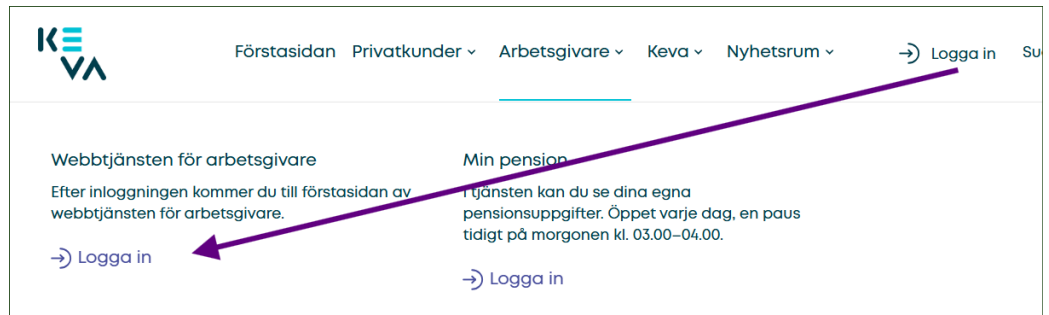 KEVA
Förstasidan Privatkunder Arbetsgivare Keva Nyhetsrum Logga in
Webbtjänsten för arbetsgivare
Efter inloggningen kommer du till förstasidan av
webbtjänsten för arbetsgivare.
Logga in
Min pension
I tjänsten kan du se dina egna
pensionsuppgifter. Öppet varje dag, en paus
tidigt på morgonen kl. 03.00–04.00.
Logga in